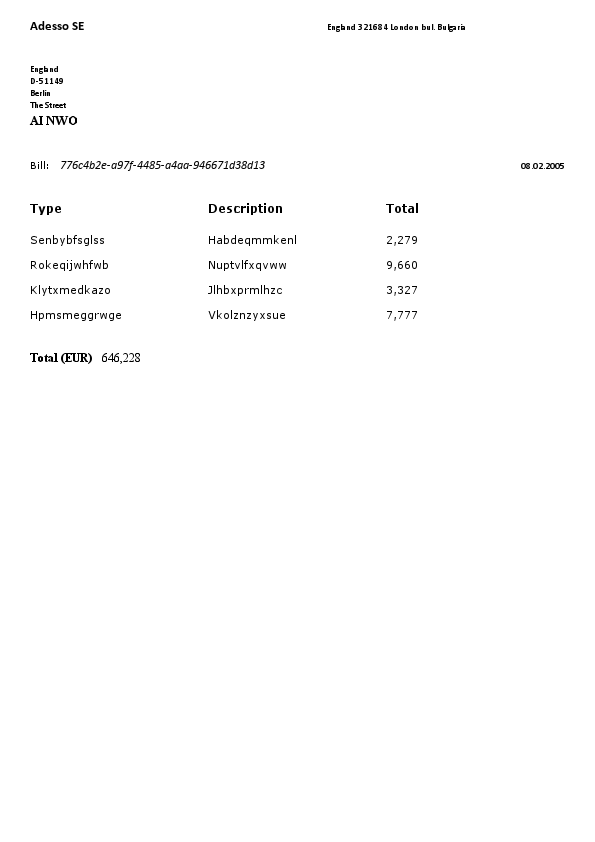 Adesso SE England 321684 London bul. Bulgaria
England
D-51149
Berlin
The Street
AI NWO
Bill: 776c4b2e-a97f-4485-a4aa-946671d38d13 08.02.2005
Type Description Total
Senbybfsglss Habdeqmmkenl 2,279
Rokeqijwhfwb Nuptvlfxqvww 9,660
Klytxmedkazo Jlhbxprmlhzc 3,327
Hpmsmeggrwge Vkolznzyxsue 7,777
Total (EUR) 646,228